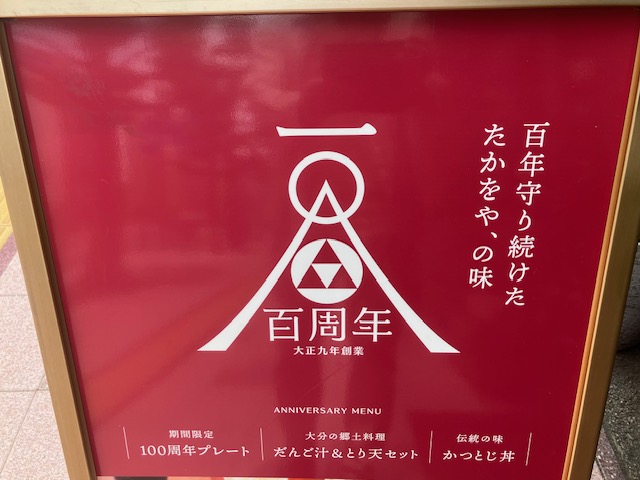 百年守り続けた
たかをや、の味
百周年
大正九年創業
ANNIVERSARY MENU
期間限定
100周年プレート
大分の郷土料理
だんご汁&とり天セット
伝統の味
かつとじ丼